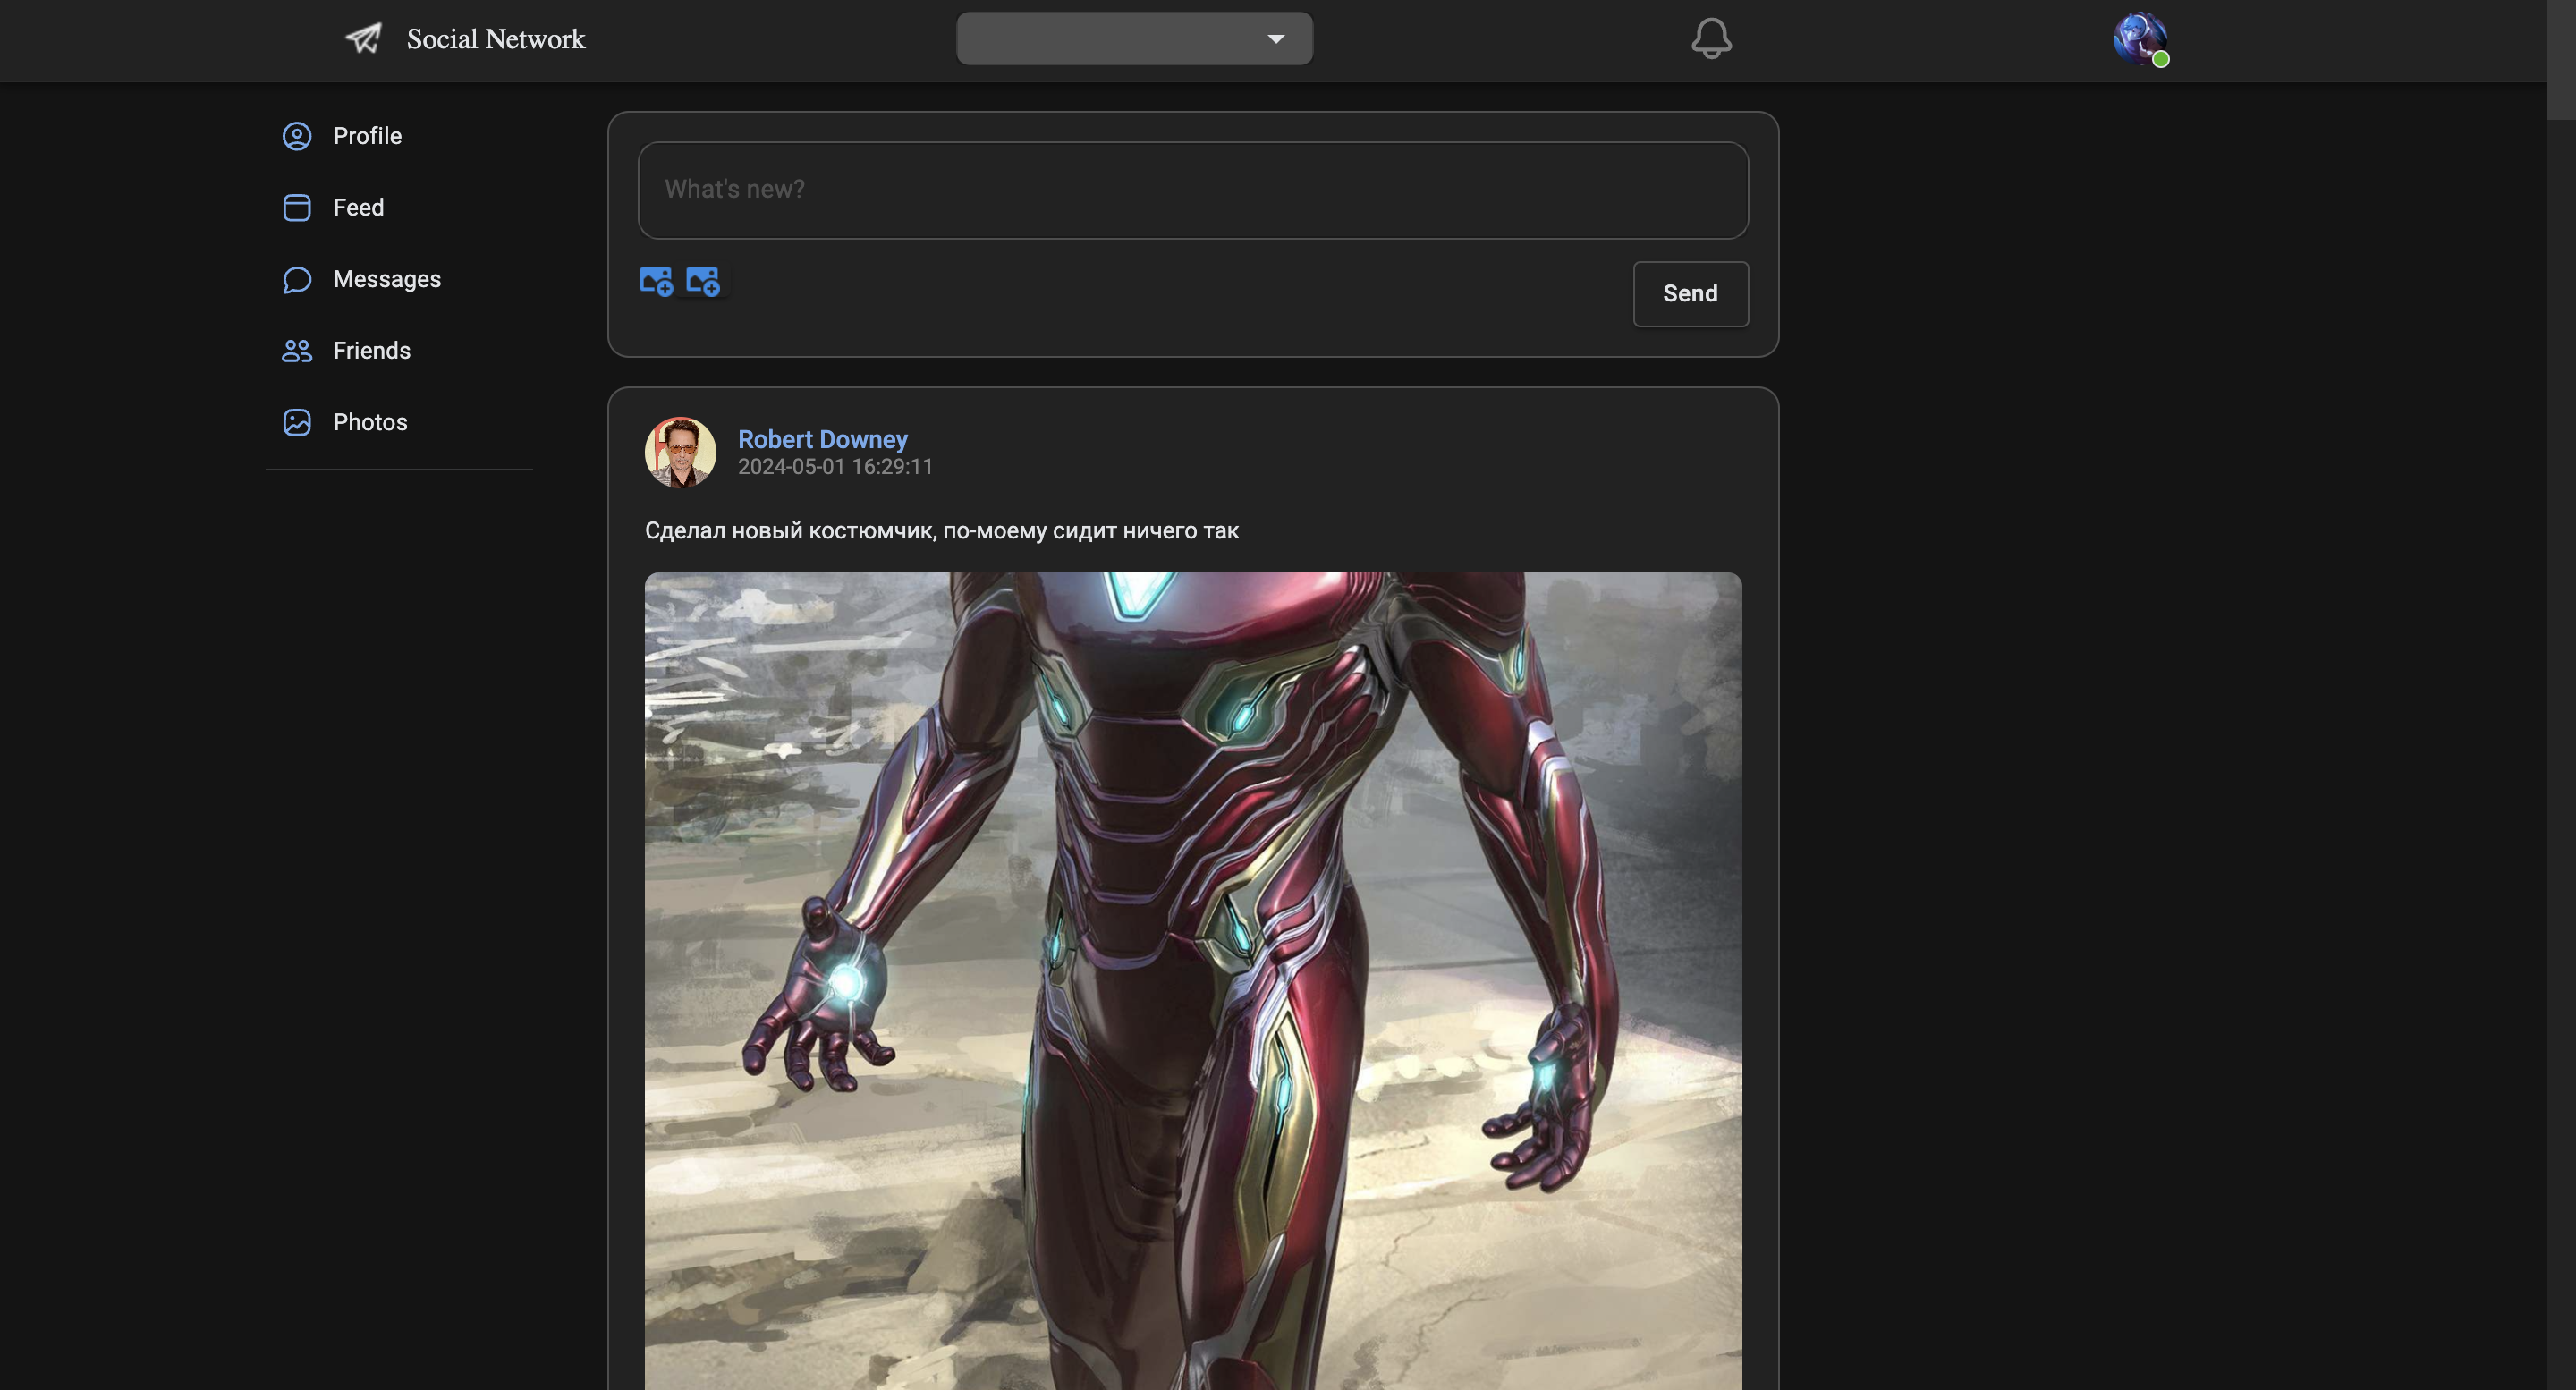 Social Network
Profile
Feed
Messages
Friends
Photos
What's new?
Send
Robert Downey
2024-05-01 16:29:11
Сделал новый костюмчик, по-моему сидит ничего так